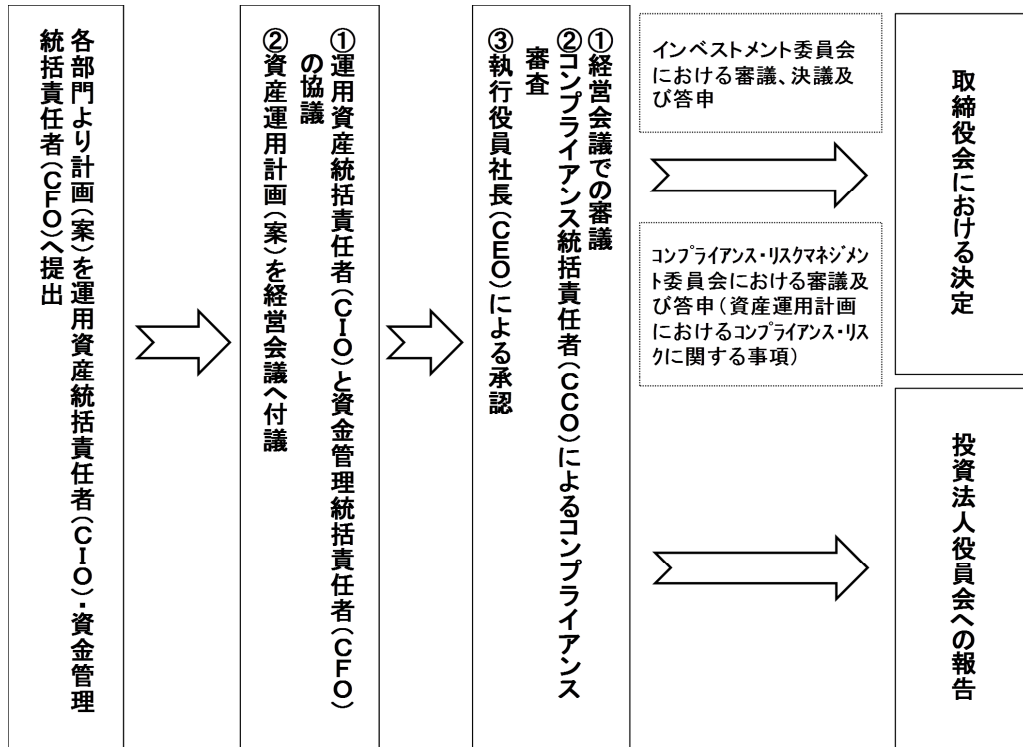 各部門より計画(案)を運用資産統括責任者(CIO)・資金管理
統括責任者(CFO)へ提出
①運用資産統括責任者(CIO)と資金管理統括責任者(CFO)
の協議
②資産運用計画(案)を経営会議へ付議
①経営会議での審議
②コンプライアンス統括責任者(CCO)によるコンプライアンス
審査
③執行役員社長(CEO)による承認
インベストメント委員会
における審議、決議及
び答申
コンプライアンス・リスクマネジメン
ト委員会における審議及
び答申(資産運用計画
におけるコンプライアンス・リス
クに関する事項)
取締役会における決定
投資法人役員会への報告